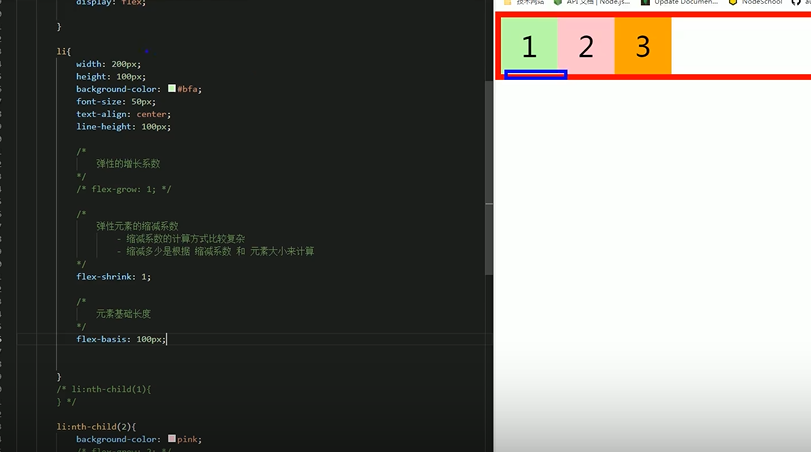 display: flex;
}
li{
width: 200px;
height: 100px;
background-color: #bfa;
font-size: 50px;
text-align: center;
line-height: 100px;
/*
弹性的增长系数
*/
/* flex-grow: 1; */
/*
弹性元素的缩减系数
- 缩减系数的计算方式比较复杂
- 缩减多少是根据 缩减系数 和 元素大小来计算
*/
flex-shrink: 1;
/*
元素基础长度
*/
flex-basis: 100px;
}
/* li:nth-child(1){
} */
li:nth-child(2){
background-color: pink;
/* flex-grow: 2; */
技术网站 API | Node.js... Update Documen... NodeSchool
1 2 3